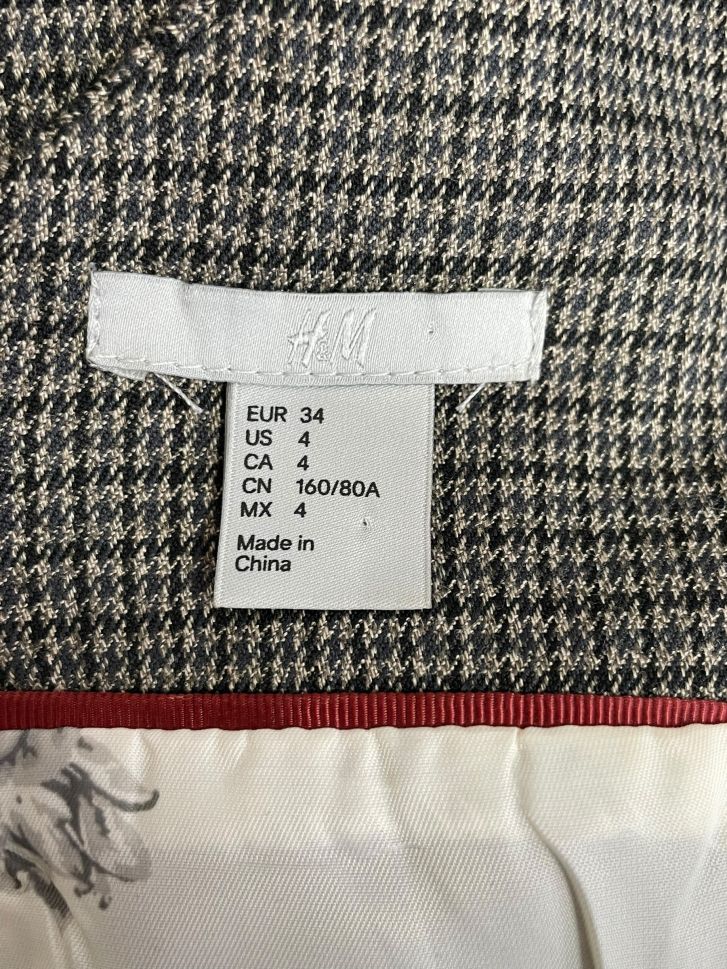 H&M
EUR 34
US 4
CA 4
CN 160/80A
MX 4
Made in
China